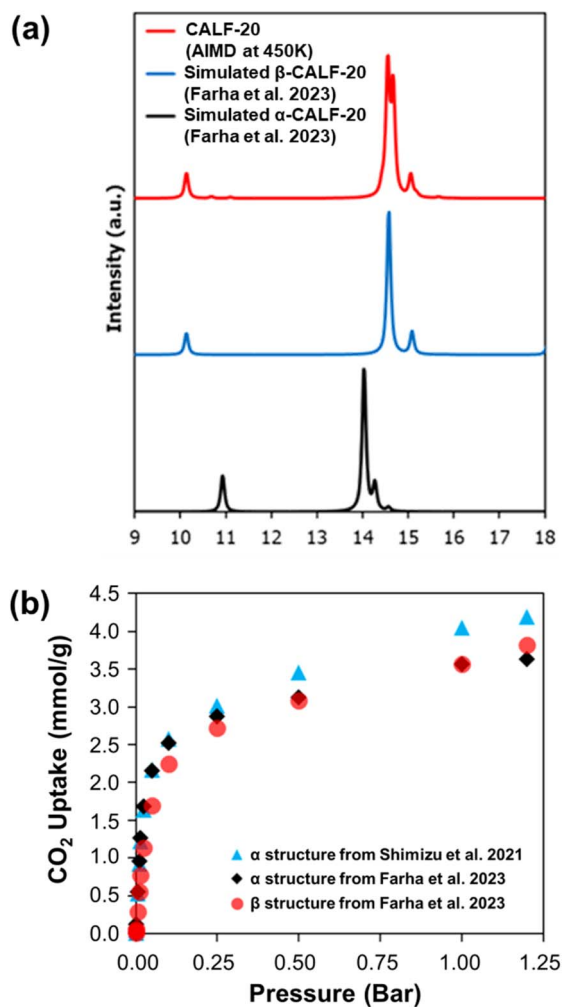 (a)
CALF-20
(AIMD at 450K)
Simulated β-CALF-20
(Farha et al. 2023)
Simulated α-CALF-20
(Farha et al. 2023)
Intensity (a.u.)
9 10 11 12 13 14 15 16 17 18
(b)
CO₂ Uptake (mmol/g)
4.5
4.0
3.5
3.0
2.5
2.0
1.5
1.0
0.5
0.0
α structure from Shimizu et al. 2021
α structure from Farha et al. 2023
β structure from Farha et al. 2023
0.00 0.25 0.50 0.75 1.00 1.25
Pressure (Bar)